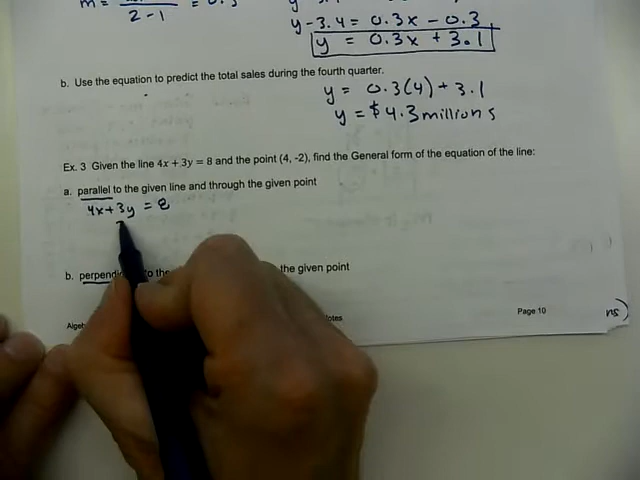 2 - 1
y - 3.4 = 0.3x - 0.3
y = 0.3x + 3.1
b. Use the equation to predict the total sales during the fourth quarter.
y = 0.3(4) + 3.1
y = $4.3 millions
Ex. 3 Given the line 4x + 3y = 8 and the point (4, -2), find the General form of the equation of the line:
a. parallel to the given line and through the given point
4x + 3y = 8
b. the given point
Page 10